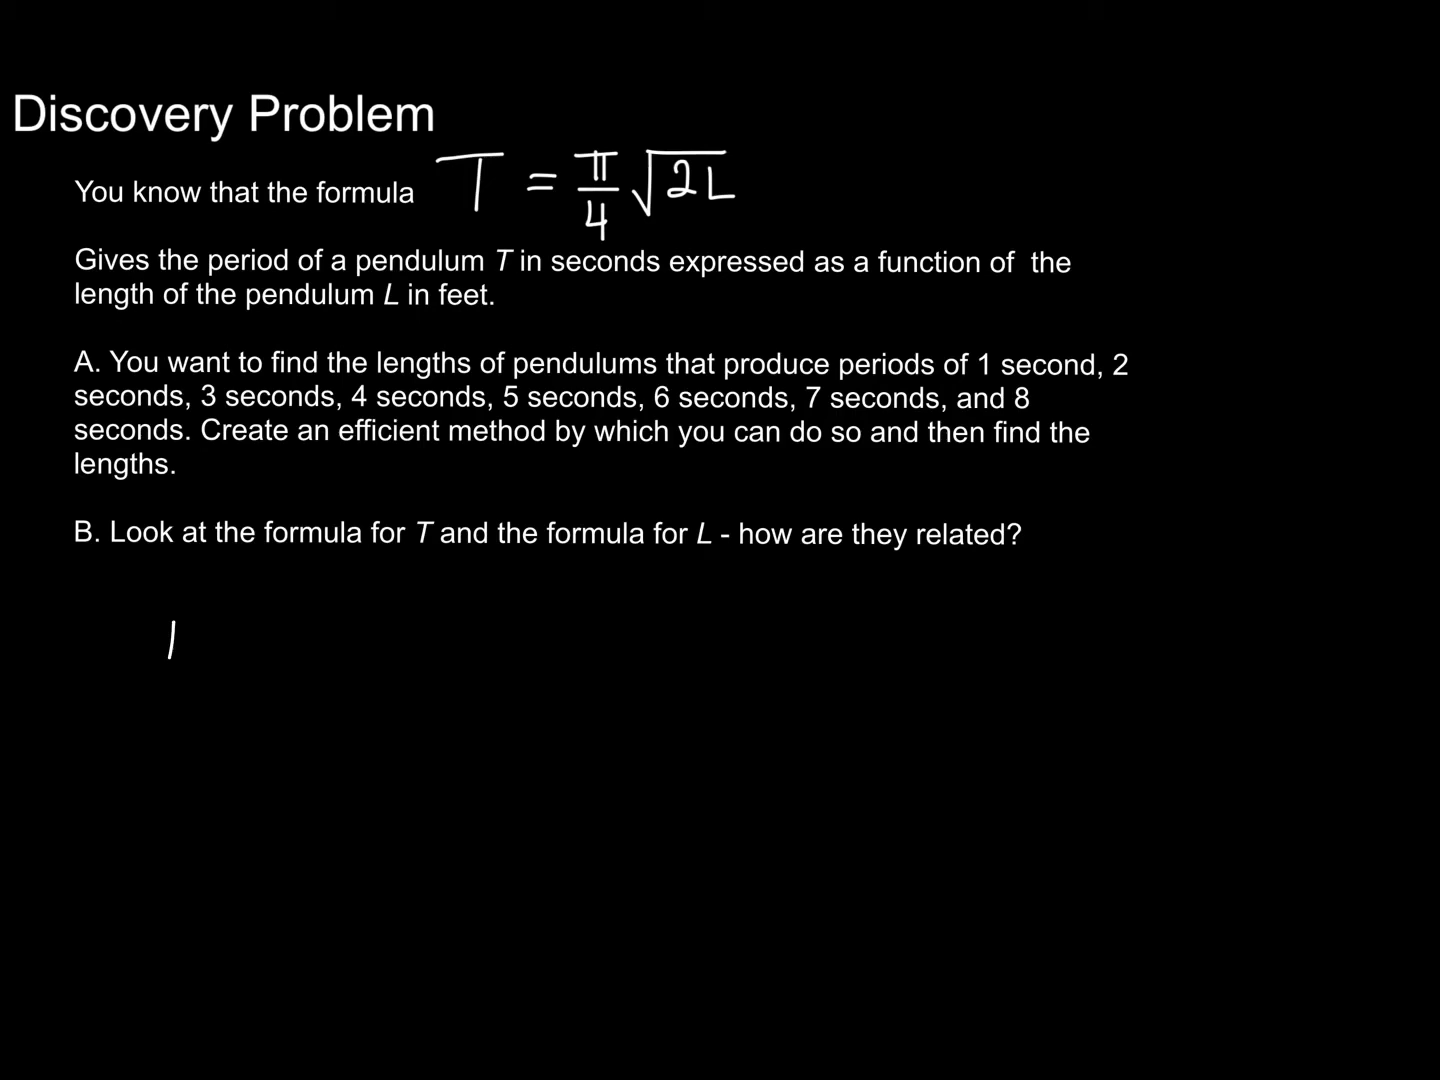 Discovery Problem
You know that the formula T = π/4 √2L
Gives the period of a pendulum T in seconds expressed as a function of the
length of the pendulum L in feet.
A. You want to find the lengths of pendulums that produce periods of 1 second, 2
seconds, 3 seconds, 4 seconds, 5 seconds, 6 seconds, 7 seconds, and 8
seconds. Create an efficient method by which you can do so and then find the
lengths.
B. Look at the formula for T and the formula for L - how are they related?